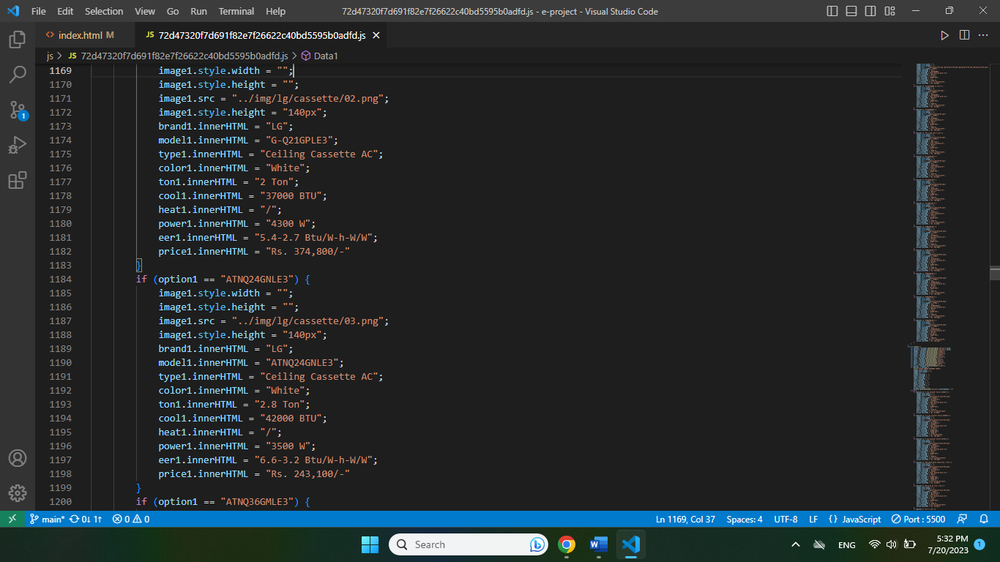 File Edit Selection View Go Run Terminal Help 72d47320f7d691f82e7f26622c40bd5595b0adfd.js - e-project - Visual Studio Code
index.html M JS 72d47320f7d691f82e7f26622c40bd5595b0adfd.js
js > JS 72d47320f7d691f82e7f26622c40bd5595b0adfd.js > Data1
1169 image1.style.width = "";
1170 image1.style.height = "";
1171 image1.src = "../img/lg/cassette/02.png";
1172 image1.style.height = "140px";
1173 brand1.innerHTML = "LG";
1174 model1.innerHTML = "G-Q21GPLE3";
1175 type1.innerHTML = "Ceiling Cassette AC";
1176 color1.innerHTML = "White";
1177 ton1.innerHTML = "2 Ton";
1178 cool1.innerHTML = "37000 BTU";
1179 heat1.innerHTML = "/";
1180 power1.innerHTML = "4300 W";
1181 eer1.innerHTML = "5.4-2.7 Btu/W-h-W/W";
1182 price1.innerHTML = "Rs. 374,800/-"
1183 }
1184 if (option1 == "ATNQ24GNLE3") {
1185 image1.style.width = "";
1186 image1.style.height = "";
1187 image1.src = "../img/lg/cassette/03.png";
1188 image1.style.height = "140px";
1189 brand1.innerHTML = "LG";
1190 model1.innerHTML = "ATNQ24GNLE3";
1191 type1.innerHTML = "Ceiling Cassette AC";
1192 color1.innerHTML = "White";
1193 ton1.innerHTML = "2.8 Ton";
1194 cool1.innerHTML = "42000 BTU";
1195 heat1.innerHTML = "/";
1196 power1.innerHTML = "3500 W";
1197 eer1.innerHTML = "6.6-3.2 Btu/W-h-W/W";
1198 price1.innerHTML = "Rs. 243,100/-"
1199 }
1200 if (option1 == "ATNQ36GMLE3") {
1
main* 0↓ 1↑ 0 0 Ln 1169, Col 37 Spaces: 4 UTF-8 LF {} JavaScript Port : 5500
Search ENG 5:32 PM
7/20/2023 1